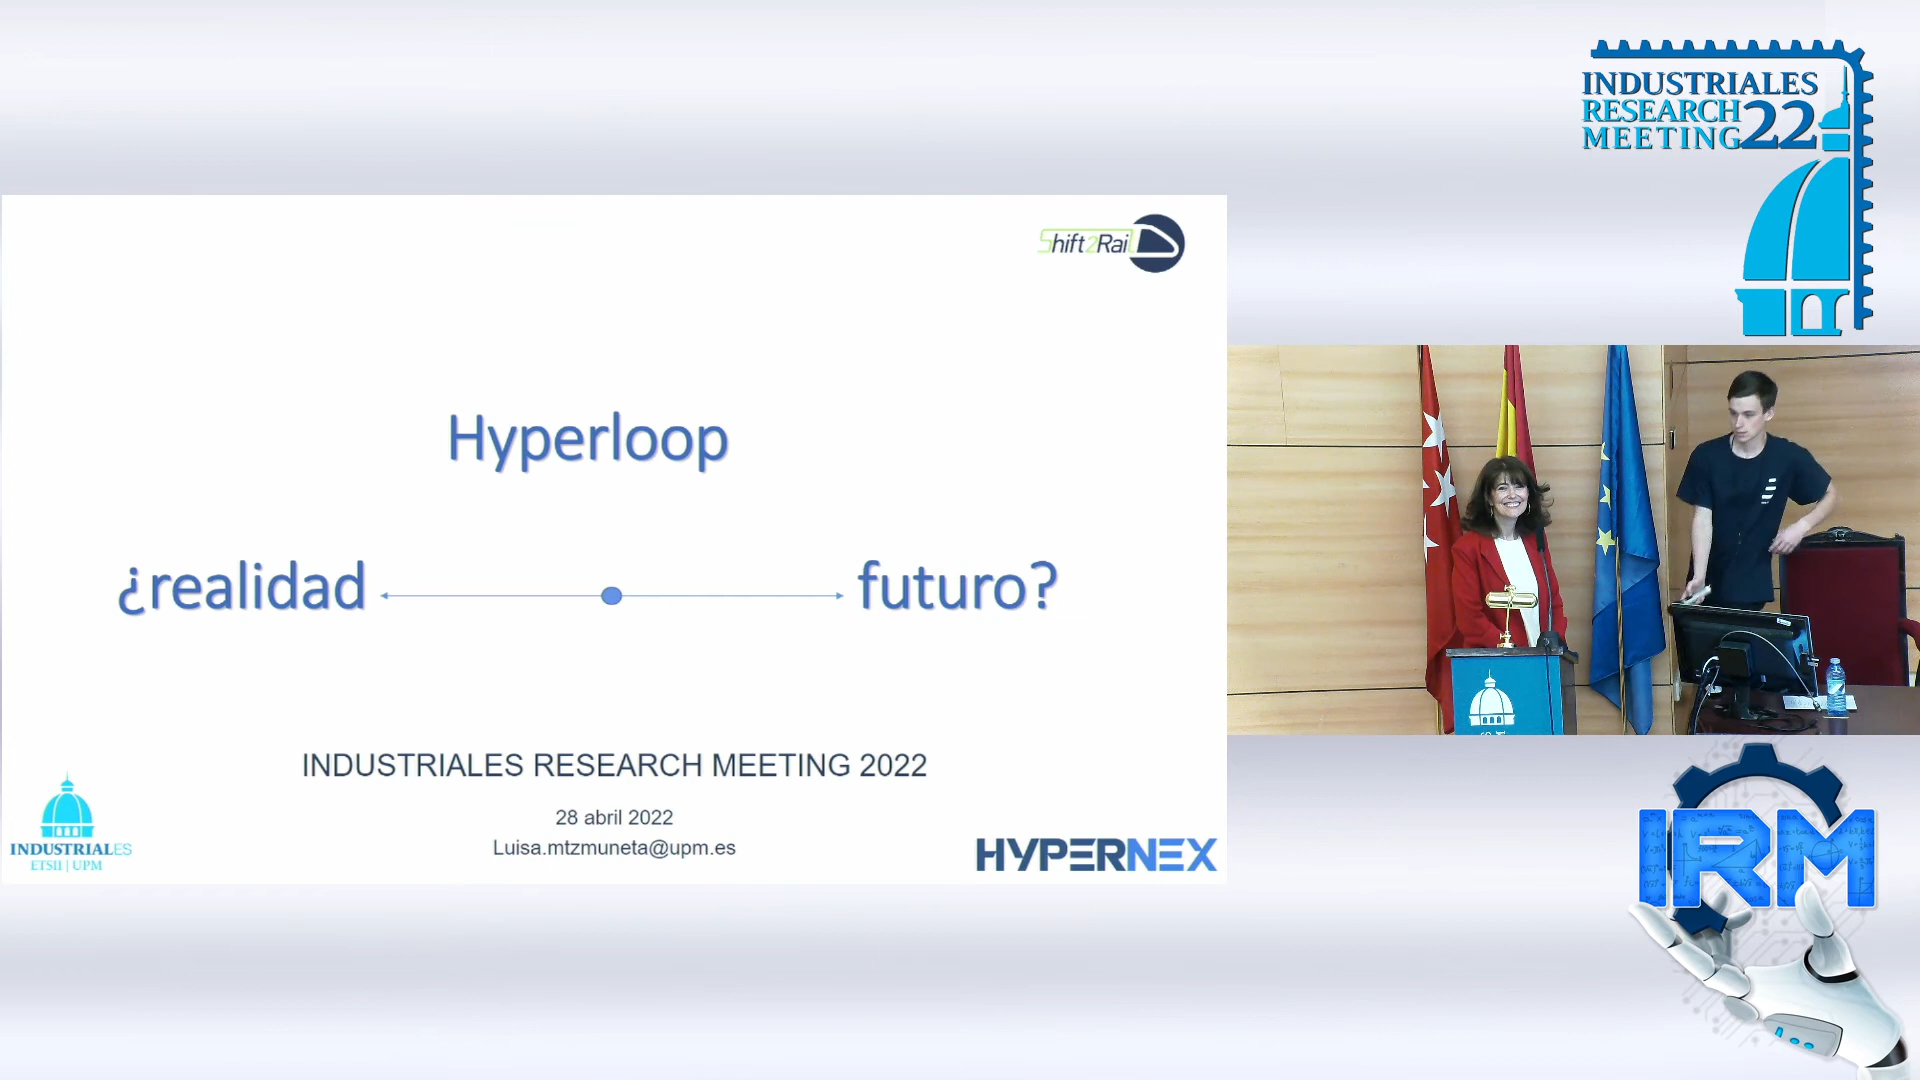 Shift2Rail
Hyperloop
¿realidad
futuro?
INDUSTRIALES RESEARCH MEETING 2022
28 abril 2022
Luisa.mtzmuneta@upm.es
INDUSTRIALES
ETSII | UPM
HYPERNEX
INDUSTRIALES
RESEARCH
MEETING 22
IRM